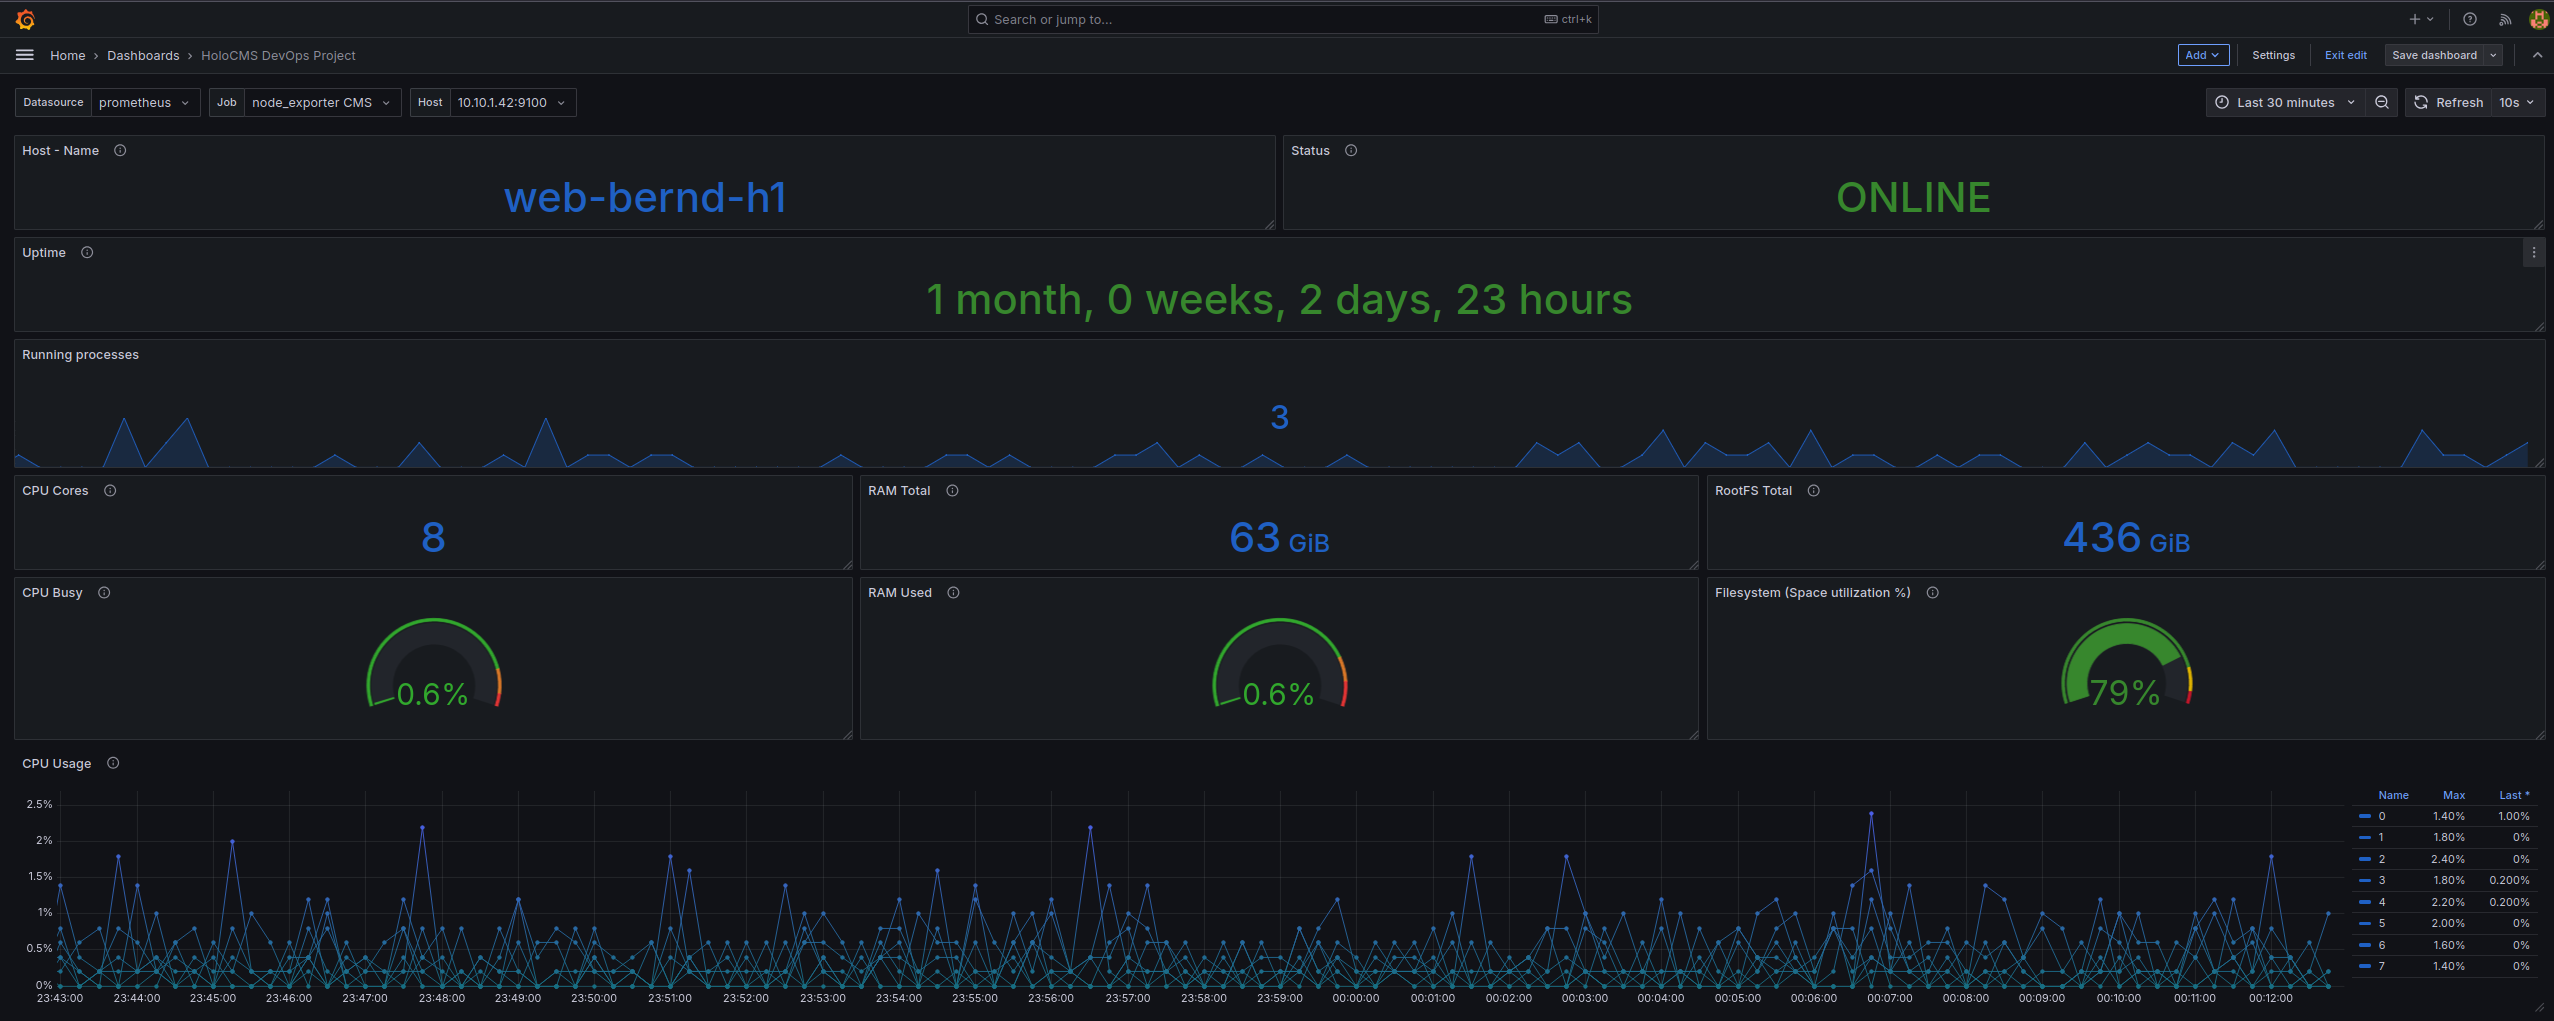 Search or jump to... ctrl+k
Home › Dashboards › HoloCMS DevOps Project Add Settings Exit edit Save dashboard
Datasource prometheus Job node_exporter CMS Host 10.10.1.42:9100 Last 30 minutes Refresh 10s
Host - Name Status
web-bernd-h1 ONLINE
Uptime
1 month, 0 weeks, 2 days, 23 hours
Running processes
3
CPU Cores RAM Total RootFS Total
8 63 GiB 436 GiB
CPU Busy RAM Used Filesystem (Space utilization %)
0.6% 0.6% 79%
CPU Usage
2.5%
2%
1.5%
1%
0.5%
0%
23:43:00 23:44:00 23:45:00 23:46:00 23:47:00 23:48:00 23:49:00 23:50:00 23:51:00 23:52:00 23:53:00 23:54:00 23:55:00 23:56:00 23:57:00 23:58:00 23:59:00 00:00:00 00:01:00 00:02:00 00:03:00 00:04:00 00:05:00 00:06:00 00:07:00 00:08:00 00:09:00 00:10:00 00:11:00 00:12:00
Name Max Last *
0 1.40% 1.00%
1 1.80% 0%
2 2.40% 0%
3 1.80% 0.200%
4 2.20% 0.200%
5 2.00% 0%
6 1.60% 0%
7 1.40% 0%